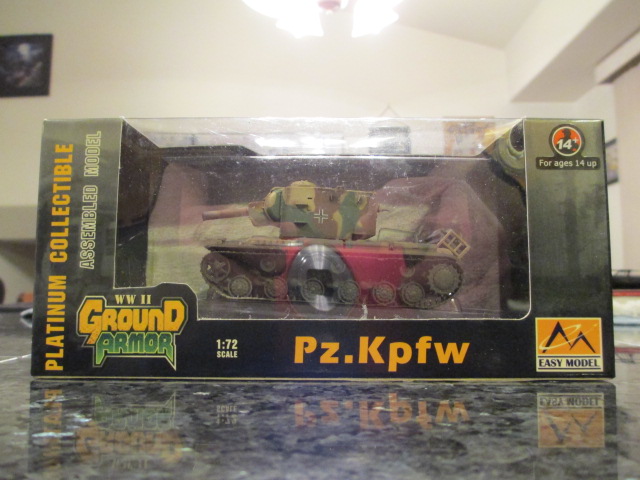 PLATINUM COLLECTIBLE
ASSEMBLED MODEL
14+
For ages 14 up
WW II
GROUND
ARMOR
1:72
SCALE
Pz.Kpfw
EASY MODEL